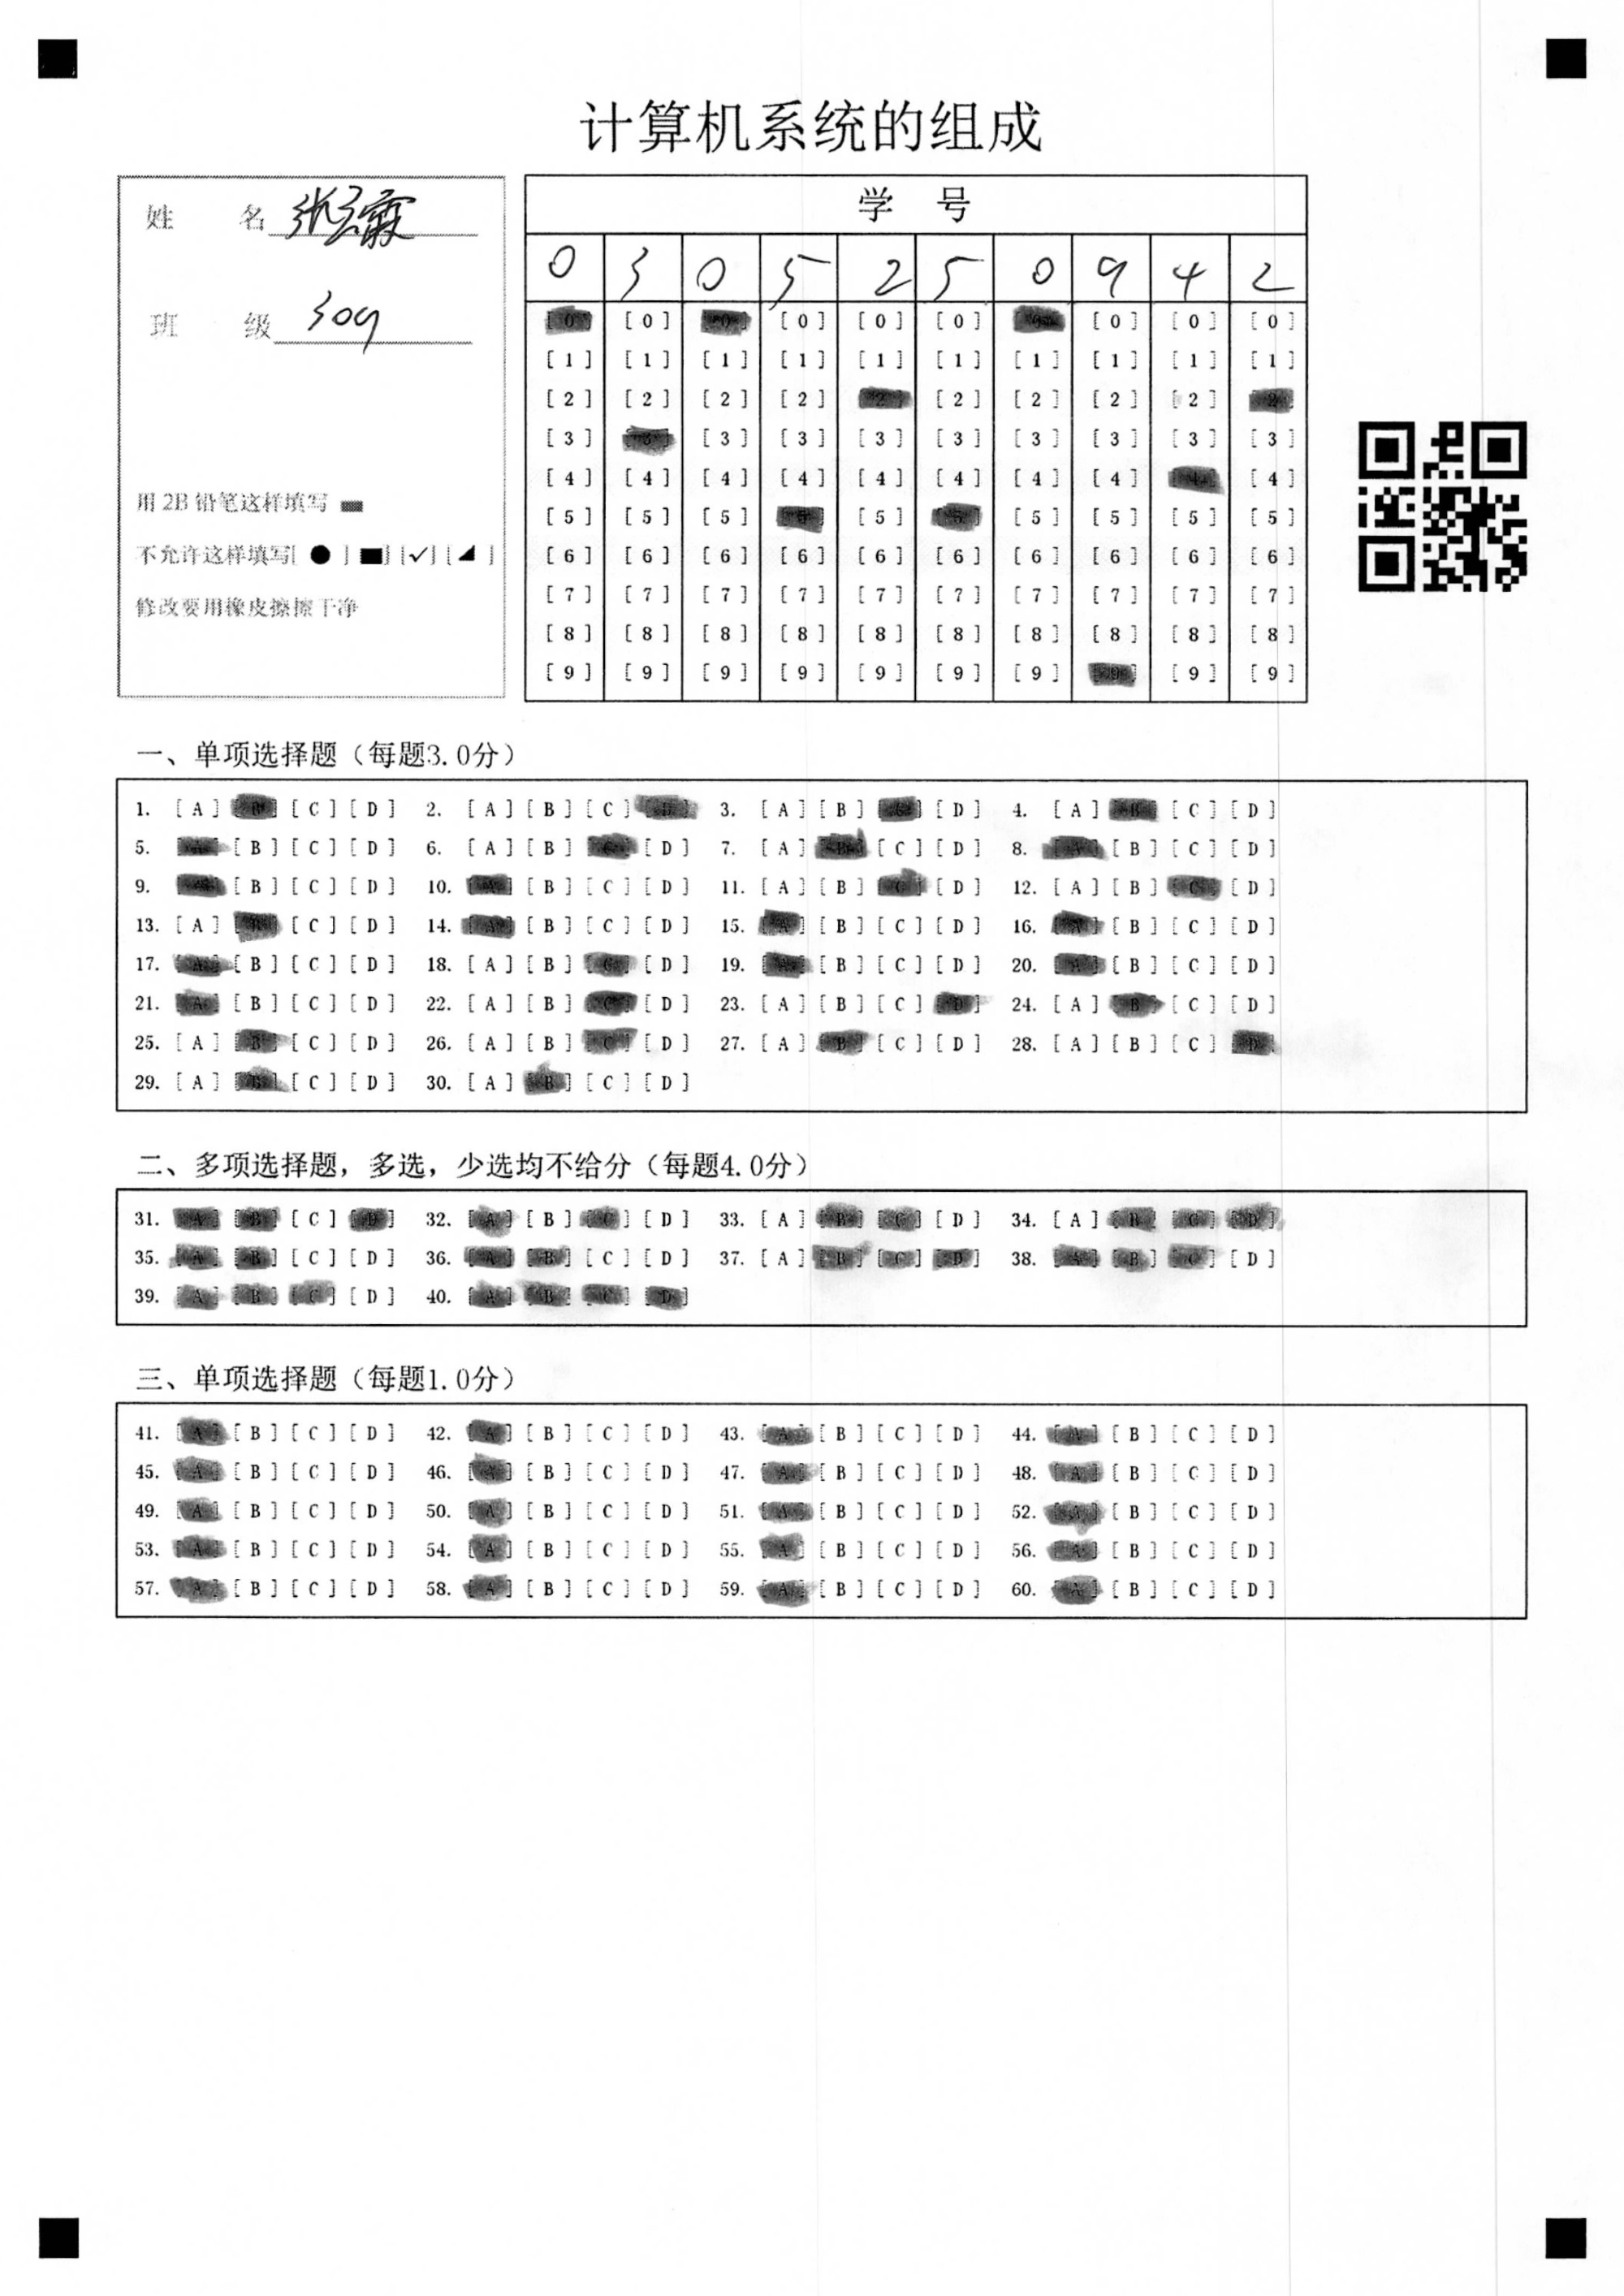 计算机系统的组成
姓 名 张
班 级 309
用 2B 铅笔这样填写
不允许这样填写[ ● ] [■] [✓] [◢ ]
修改要用橡皮擦擦干净
学 号
0 3 0 5 2 5 0 9 4 2
[0] [0] [0] [0] [0] [0] [0] [0] [0] [0]
[1] [1] [1] [1] [1] [1] [1] [1] [1] [1]
[2] [2] [2] [2] [2] [2] [2] [2] [2] [2]
[3] [3] [3] [3] [3] [3] [3] [3] [3] [3]
[4] [4] [4] [4] [4] [4] [4] [4] [4] [4]
[5] [5] [5] [5] [5] [5] [5] [5] [5] [5]
[6] [6] [6] [6] [6] [6] [6] [6] [6] [6]
[7] [7] [7] [7] [7] [7] [7] [7] [7] [7]
[8] [8] [8] [8] [8] [8] [8] [8] [8] [8]
[9] [9] [9] [9] [9] [9] [9] [9] [9] [9]
一、单项选择题（每题3.0分）
1. [A] [B] [C] [D] 2. [A] [B] [C] [D] 3. [A] [B] [C] [D] 4. [A] [B] [C] [D]
5. [A] [B] [C] [D] 6. [A] [B] [C] [D] 7. [A] [B] [C] [D] 8. [A] [B] [C] [D]
9. [A] [B] [C] [D] 10. [A] [B] [C] [D] 11. [A] [B] [C] [D] 12. [A] [B] [C] [D]
13. [A] [B] [C] [D] 14. [A] [B] [C] [D] 15. [A] [B] [C] [D] 16. [A] [B] [C] [D]
17. [A] [B] [C] [D] 18. [A] [B] [C] [D] 19. [A] [B] [C] [D] 20. [A] [B] [C] [D]
21. [A] [B] [C] [D] 22. [A] [B] [C] [D] 23. [A] [B] [C] [D] 24. [A] [B] [C] [D]
25. [A] [B] [C] [D] 26. [A] [B] [C] [D] 27. [A] [B] [C] [D] 28. [A] [B] [C] [D]
29. [A] [B] [C] [D] 30. [A] [B] [C] [D]
二、多项选择题，多选，少选均不给分（每题4.0分）
31. [A] [B] [C] [D] 32. [A] [B] [C] [D] 33. [A] [B] [C] [D] 34. [A] [B] [C] [D]
35. [A] [B] [C] [D] 36. [A] [B] [C] [D] 37. [A] [B] [C] [D] 38. [A] [B] [C] [D]
39. [A] [B] [C] [D] 40. [A] [B] [C] [D]
三、单项选择题（每题1.0分）
41. [A] [B] [C] [D] 42. [A] [B] [C] [D] 43. [A] [B] [C] [D] 44. [A] [B] [C] [D]
45. [A] [B] [C] [D] 46. [A] [B] [C] [D] 47. [A] [B] [C] [D] 48. [A] [B] [C] [D]
49. [A] [B] [C] [D] 50. [A] [B] [C] [D] 51. [A] [B] [C] [D] 52. [A] [B] [C] [D]
53. [A] [B] [C] [D] 54. [A] [B] [C] [D] 55. [A] [B] [C] [D] 56. [A] [B] [C] [D]
57. [A] [B] [C] [D] 58. [A] [B] [C] [D] 59. [A] [B] [C] [D] 60. [A] [B] [C] [D]